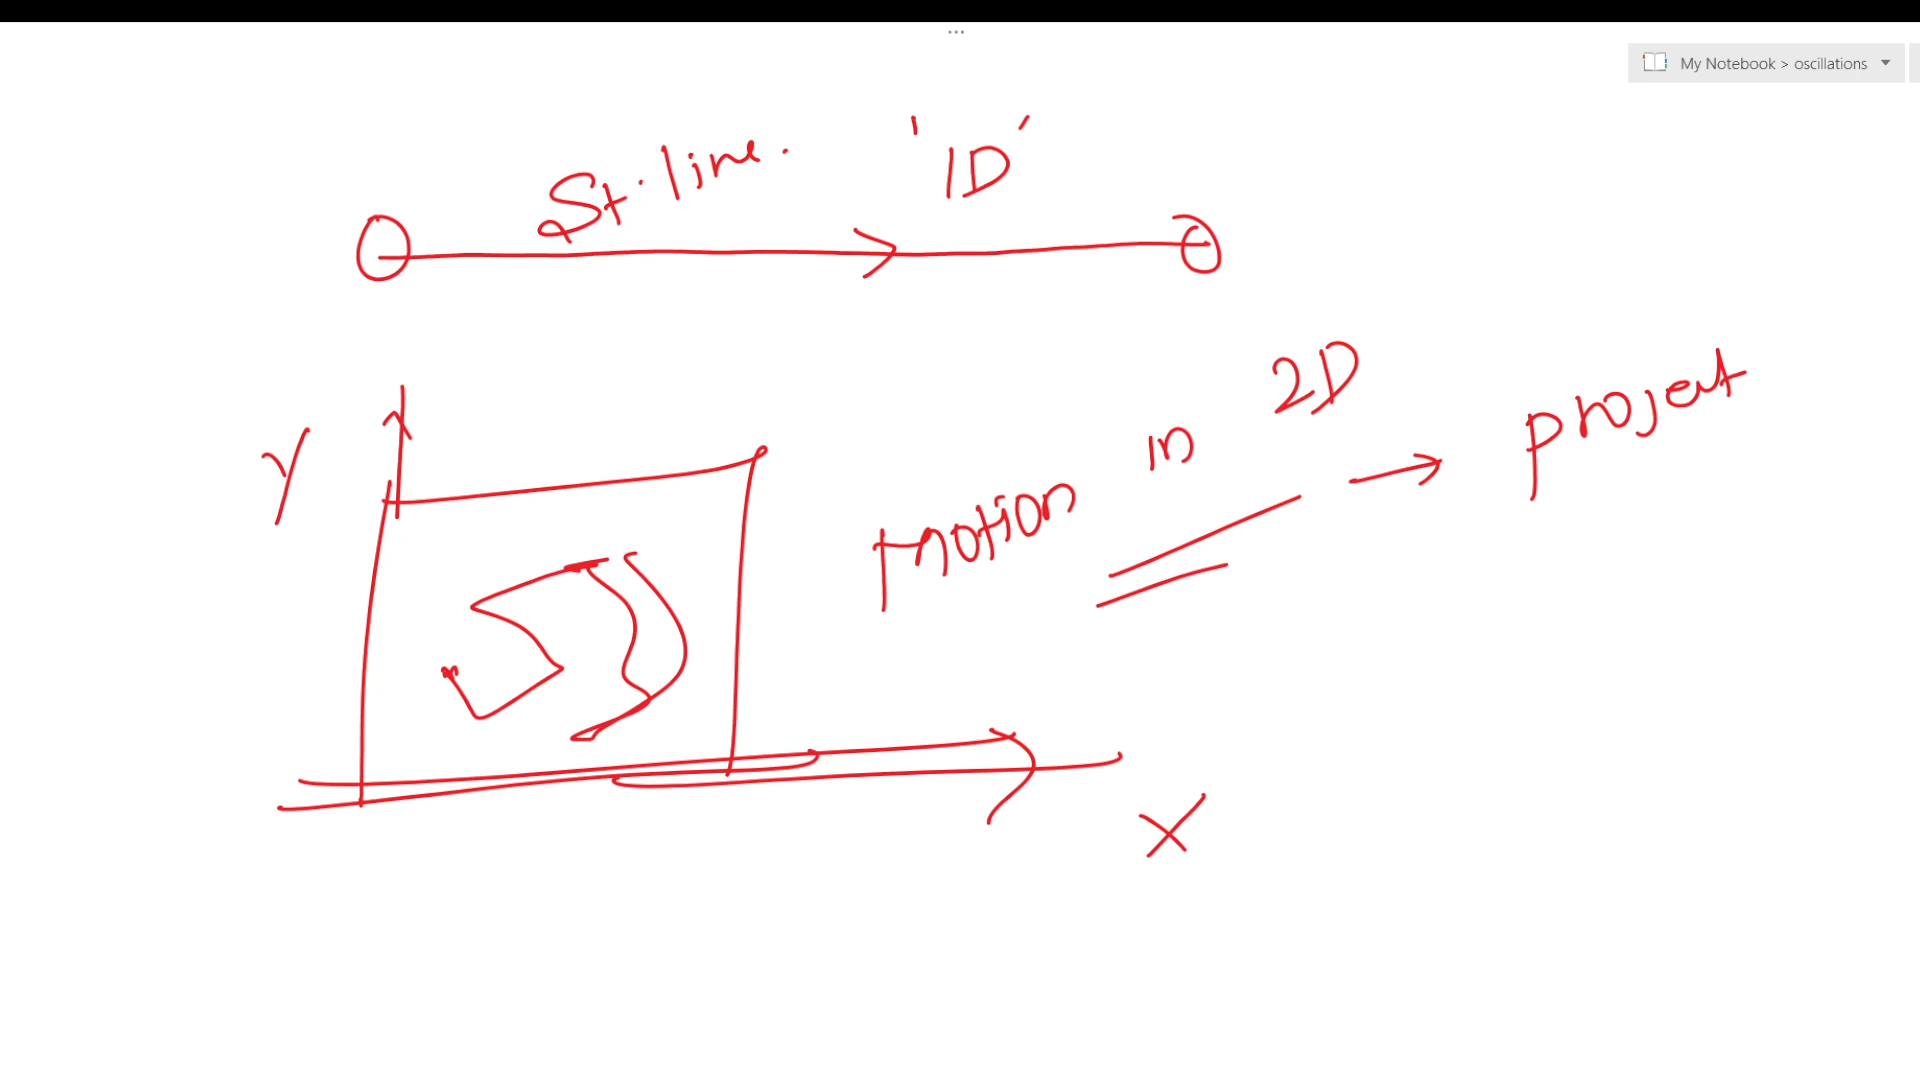 My Notebook > oscillations
St. line. '1D'
Y
Motion in 2D → project
X